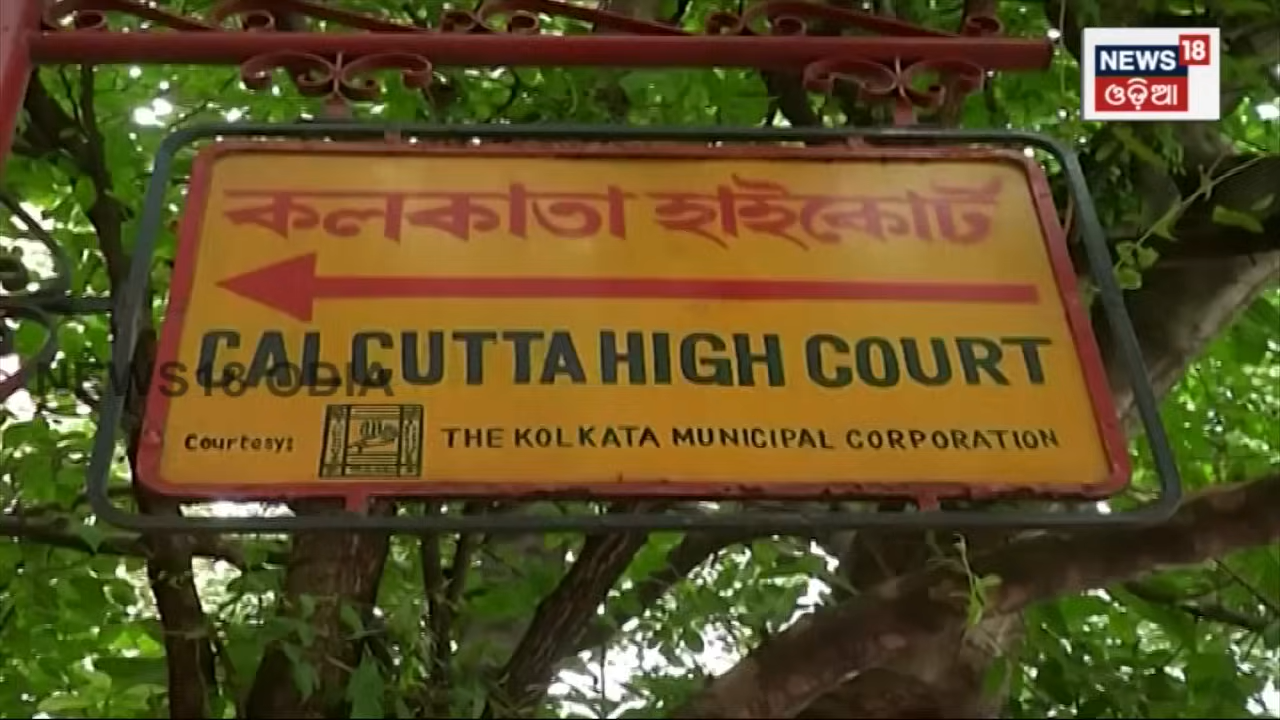 NEWS 18
ଓଡ଼ିଆ
কলকাতা হাইকোর্ট
CALCUTTA HIGH COURT
NEWS18 ODIA
Courtesy: THE KOLKATA MUNICIPAL CORPORATION